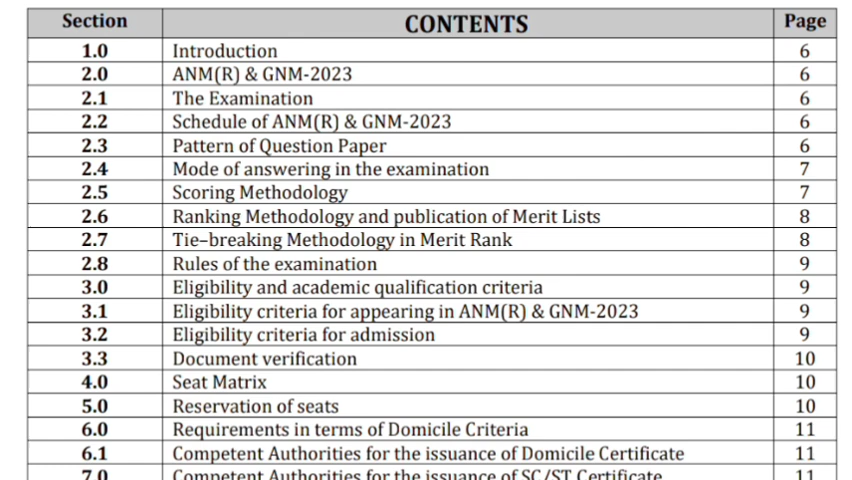 Section CONTENTS Page
1.0 Introduction 6
2.0 ANM(R) & GNM-2023 6
2.1 The Examination 6
2.2 Schedule of ANM(R) & GNM-2023 6
2.3 Pattern of Question Paper 6
2.4 Mode of answering in the examination 7
2.5 Scoring Methodology 7
2.6 Ranking Methodology and publication of Merit Lists 8
2.7 Tie–breaking Methodology in Merit Rank 8
2.8 Rules of the examination 9
3.0 Eligibility and academic qualification criteria 9
3.1 Eligibility criteria for appearing in ANM(R) & GNM-2023 9
3.2 Eligibility criteria for admission 9
3.3 Document verification 10
4.0 Seat Matrix 10
5.0 Reservation of seats 10
6.0 Requirements in terms of Domicile Criteria 11
6.1 Competent Authorities for the issuance of Domicile Certificate 11
7.0 Competent Authorities for the issuance of SC/ST Certificate 11